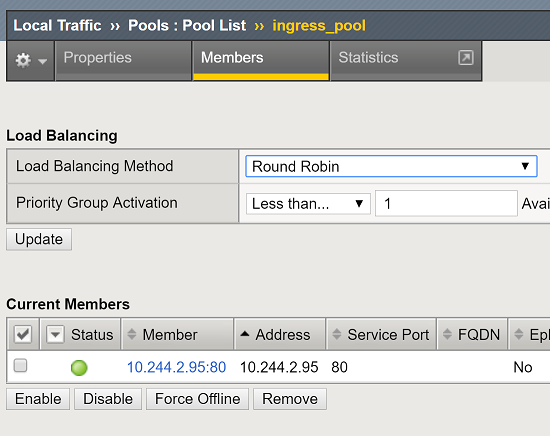 Local Traffic ›› Pools : Pool List ›› ingress_pool
Properties Members Statistics
Load Balancing
Load Balancing Method Round Robin
Priority Group Activation Less than... 1 Avai
Update
Current Members
Status Member Address Service Port FQDN Ep
10.244.2.95:80 10.244.2.95 80 No
Enable Disable Force Offline Remove